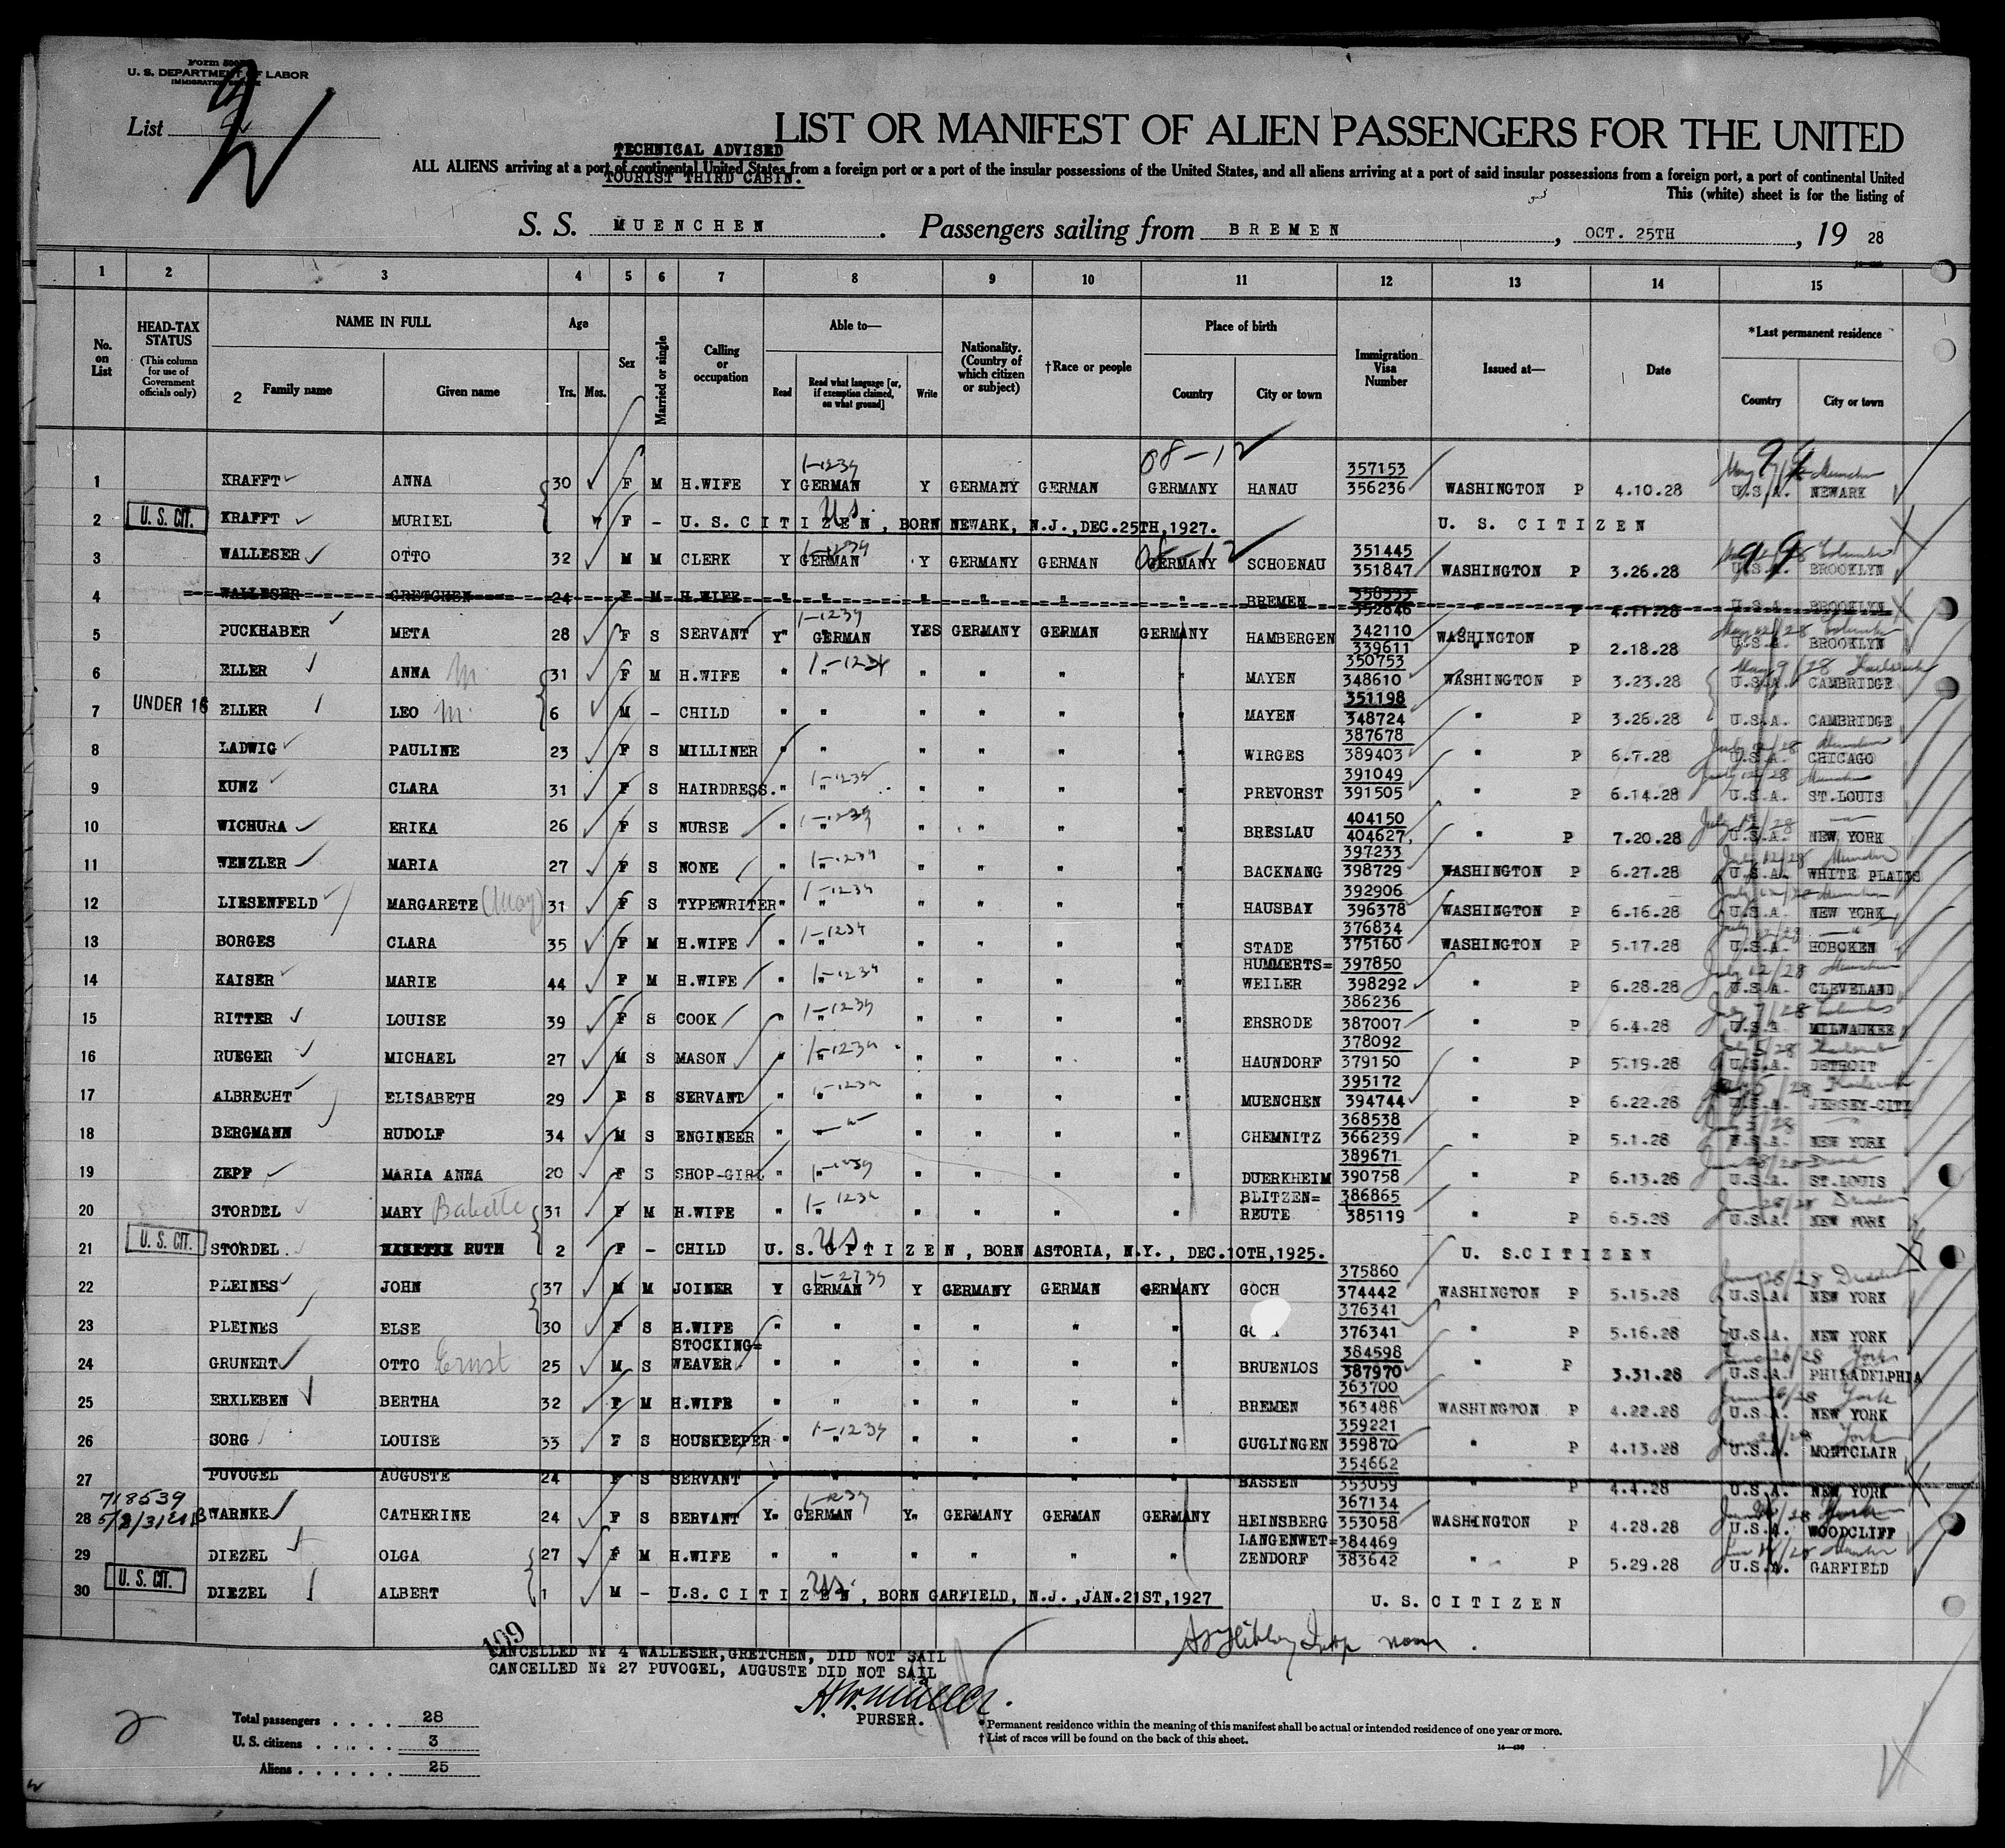 Form 500
U. S. DEPARTMENT OF LABOR
IMMIGRATION SERVICE
List 2
LIST OR MANIFEST OF ALIEN PASSENGERS FOR THE UNITED
TECHNICAL ADVISED
ALL ALIENS arriving at a port of continental United States from a foreign port or a port of the insular possessions of the United States, and all aliens arriving at a port of said insular possessions from a foreign port, a port of continental United
TOURIST THIRD CABIN.
This (white) sheet is for the listing of
S. S. MUENCHEN. Passengers sailing from BREMEN, OCT. 25TH, 19 28
1 2 3 4 5 6 7 8 9 10 11 12 13 14 15
No. on List HEAD-TAX STATUS (This column for use of Government officials only) NAME IN FULL Age Sex Married or single Calling or occupation Able to— Nationality. (Country of which citizen or subject) †Race or people Place of birth Immigration Visa Number Issued at— Date *Last permanent residence
2 Family name Given name Yrs. Mos. Read Read what language [or, if exemption claimed, on what ground] Write Country City or town Country City or town
08-12
1 KRAFFT ANNA 30 F M H.WIFE Y GERMAN Y GERMANY GERMAN GERMANY HANAU 357153 356236 WASHINGTON P 4.10.28 U.S.A. NEWARK
2 U. S. CIT. KRAFFT MURIEL F - U. S. CITIZEN, BORN NEWARK, N.J., DEC.25TH,1927. U. S. CITIZEN
3 WALLESER OTTO 32 M M CLERK Y GERMAN Y GERMANY GERMAN GERMANY SCHOENAU 351445 351847 WASHINGTON P 3.26.28 U.S.A. BROOKLYN
4 WALLESER GRETCHEN 24 F M H.WIFE " " " " " " BREMEN 352846 " P 4.11.28 U.S.A. BROOKLYN
5 PUCKHABER META 28 F S SERVANT Y GERMAN YES GERMANY GERMAN GERMANY HAMBERGEN 342110 339611 WASHINGTON P 2.18.28 U.S.A. BROOKLYN
6 ELLER ANNA M. 31 F M H.WIFE " " " " " " MAYEN 350753 348610 WASHINGTON P 3.23.28 U.S.A. CAMBRIDGE
7 UNDER 16 ELLER LEO M. 6 M - CHILD " " " " " " MAYEN 351198 348724 " P 3.26.28 U.S.A. CAMBRIDGE
8 LADWIG PAULINE 23 F S MILLINER " " " " " WIRGES 387678 389403 " P 6.7.28 U.S.A. CHICAGO
9 KUNZ CLARA 31 F S HAIRDRESS. " " " " " WIRGES PREVORST 391049 391505 " P 6.14.28 U.S.A. ST.LOUIS
10 WICHURA ERIKA 26 F S NURSE " " " " " " BRESLAU 404150 404627 " P 7.20.28 U.S.A. NEW YORK
11 WENZLER MARIA 27 F S NONE " " " " " " BACKNANG 397233 398729 WASHINGTON P 6.27.28 U.S.A. WHITE PLAINS
12 LIESENFELD MARGARETE (May) 31 F S TYPEWRITER " " " " " " HAUSBAY 392906 396378 WASHINGTON P 6.16.28 U.S.A. NEW YORK
13 BORGES CLARA 35 F M H.WIFE " " " " " " STADE 376834 375160 WASHINGTON P 5.17.28 U.S.A. HOBOKEN
14 KAISER MARIE 44 F M H.WIFE " " " " " " HUMMERTS=WEILER 397850 398292 " P 6.28.28 U.S.A. CLEVELAND
15 RITTER LOUISE 39 F S COOK " " " " " " ERSRODE 386236 387007 " P 6.4.28 U.S.A. MILWAUKEE
16 RUEGER MICHAEL 27 M S MASON " " " " " " HAUNDORF 378092 379150 " P 5.19.28 U.S.A. DETROIT
17 ALBRECHT ELISABETH 29 F S SERVANT " " " " " " MUENCHEN 395172 394744 " P 6.22.28 U.S.A. JERSEY-CITY
18 BERGMANN RUDOLF 34 M S ENGINEER " " " " " CHEMNITZ 368538 366239 " P 5.1.28 U.S.A. NEW YORK
19 ZEPF MARIA ANNA 20 F S SHOP-GIRL " " " " " " DUERKHEIM 389671 390758 " P 6.13.28 U.S.A. ST.LOUIS
20 STORDEL MARY Babette 31 F M H.WIFE " " " " " " BLITZEN=REUTE 386865 385119 " P 6.5.28 U.S.A. NEW YORK
21 U. S. CIT. STORDEL RUTH 2 F - CHILD U. S. CITIZEN, BORN ASTORIA, N.Y., DEC.10TH,1925. U. S. CITIZEN
22 PLEINES JOHN 37 M M JOINER Y GERMAN Y GERMANY GERMAN GERMANY GOCH 375860 374442 WASHINGTON P 5.15.28 U.S.A. NEW YORK
23 PLEINES ELSE 30 F S H.WIFE " " " " " " 376341 376341 " P 5.16.28 U.S.A. NEW YORK
24 GRUNERT OTTO Ernst 25 M S STOCKING=WEAVER " " " " " " BRUENLOS 384598 387970 " P 3.31.28 U.S.A. PHILADELPHIA
25 ERXLEBEN BERTHA 32 F M H.WIFE " " " " " " BREMEN 363700 363488 WASHINGTON P 4.22.28 U.S.A. NEW YORK
26 SORG LOUISE 33 F S HOUSKEEPER " " " " " " GUGLINGEN 359221 359870 " P 4.13.28 U.S.A. MONTCLAIR
27 PUVOGEL AUGUSTE 24 F S SERVANT " " " " " " BASSEN 354662 353059 " P 4.4.28 U.S.A. NEW YORK
718539
28 WARNKE CATHERINE 24 F S SERVANT Y GERMAN Y GERMANY GERMAN GERMANY HEINSBERG 367134 353058 WASHINGTON P 4.28.28 U.S.A. WOODCLIFF
29 DIEZEL OLGA 27 F M H.WIFE " " " " " " LANGENWET=ZENDORF 384469 383642 " P 5.29.28 U.S.A. GARFIELD
30 U. S. CIT. DIEZEL ALBERT 1 M - U.S. CITIZEN, BORN GARFIELD, N.J., JAN.21ST,1927 U. S. CITIZEN
109
CANCELLED № 4 WALLESER,GRETCHEN, DID NOT SAIL
CANCELLED № 27 PUVOGEL, AUGUSTE DID NOT SAIL
PURSER.
Total passengers . . . . 28
U. S. citizens . . . . . 3
Aliens . . . . . . 25
*Permanent residence within the meaning of this manifest shall be actual or intended residence of one year or more.
†List of races will be found on the back of this sheet.